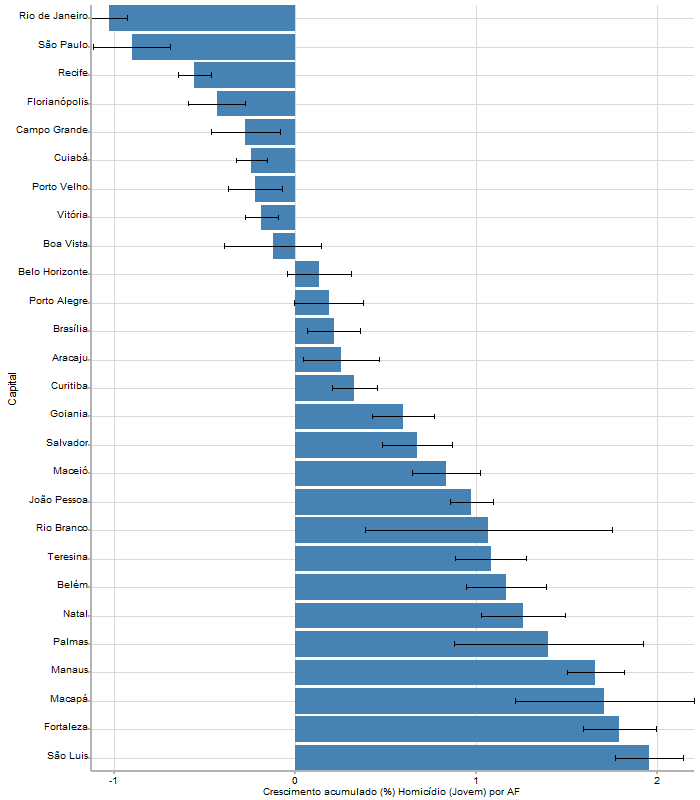 Rio de Janeiro
São Paulo
Recife
Florianópolis
Campo Grande
Cuiabá
Porto Velho
Vitória
Boa Vista
Belo Horizonte
Porto Alegre
Brasília
Aracaju
Capital
Curitiba
Goiania
Salvador
Maceió
João Pessoa
Rio Branco
Teresina
Belém
Natal
Palmas
Manaus
Macapá
Fortaleza
São Luis
-1 0 1 2
Crescimento acumulado (%) Homicídio (Jovem) por AF